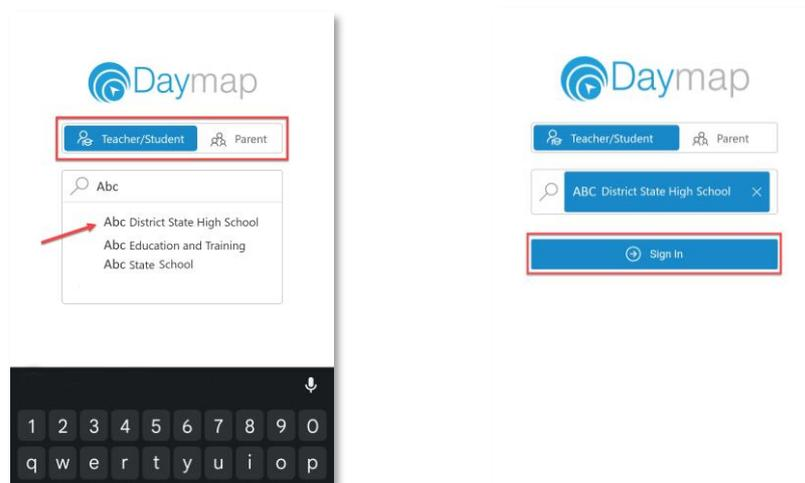 Daymap
Teacher/Student Parent
Abc
Abc District State High School
Abc Education and Training
Abc State School
1 2 3 4 5 6 7 8 9 0
q w e r t y u i o p
Daymap
Teacher/Student Parent
ABC District State High School ×
Sign In